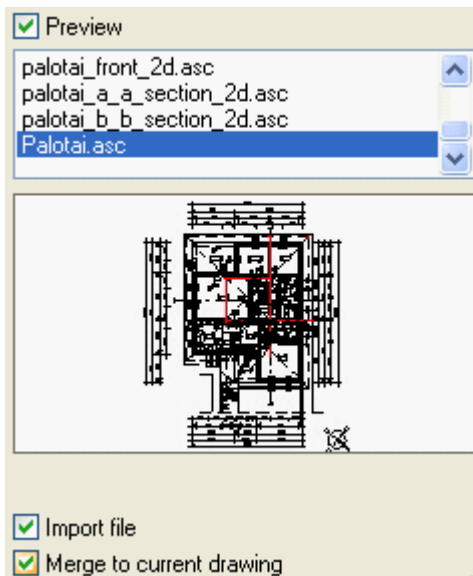 Preview
palotai_front_2d.asc
palotai_a_a_section_2d.asc
palotai_b_b_section_2d.asc
Palotai.asc
Import file
Merge to current drawing